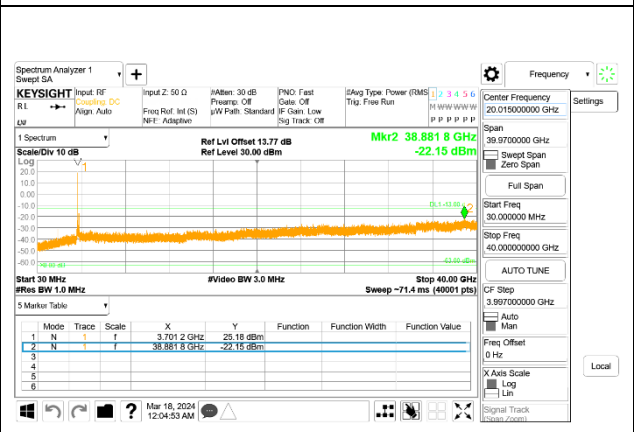 Spectrum Analyzer 1
Swept SA
+
Frequency
KEYSIGHT
RL
Input: RF
Coupling: DC
Align: Auto
Input Z: 50 Ω
Freq Ref: Int (S)
NFE: Adaptive
#Atten: 30 dB
Preamp: Off
µW Path: Standard
PNO: Fast
Gate: Off
IF Gain: Low
Sig Track: Off
#Avg Type: Power (RMS
Trig: Free Run
1 2 3 4 5 6
M W W W W W
P P P P P P
1 Spectrum
Scale/Div 10 dB
Ref Lvl Offset 13.77 dB
Ref Level 30.00 dBm
Mkr2 38.881 8 GHz
-22.15 dBm
Log
20.0
10.0
0.00
-10.0
-20.0
-30.0
-40.0
-50.0
-60.0
1
2
DL1 -13.00
Start 30 MHz
#Res BW 1.0 MHz
#Video BW 3.0 MHz
Stop 40.00 GHz
Sweep ~71.4 ms (40001 pts)
5 Marker Table
Mode Trace Scale X Y Function Function Width Function Value
1 N 1 f 3.701 2 GHz 25.18 dBm
2 N 1 f 38.881 8 GHz -22.15 dBm
3
4
5
6
Mar 18, 2024
12:04:53 AM
?
Center Frequency
20.015000000 GHz
Settings
Span
39.9700000 GHz
Swept Span
Zero Span
Full Span
Start Freq
30.000000 MHz
Stop Freq
40.000000000 GHz
AUTO TUNE
CF Step
3.997000000 GHz
Auto
Man
Freq Offset
0 Hz
X Axis Scale
Log
Lin
Local
Signal Track
(Span Zoom)